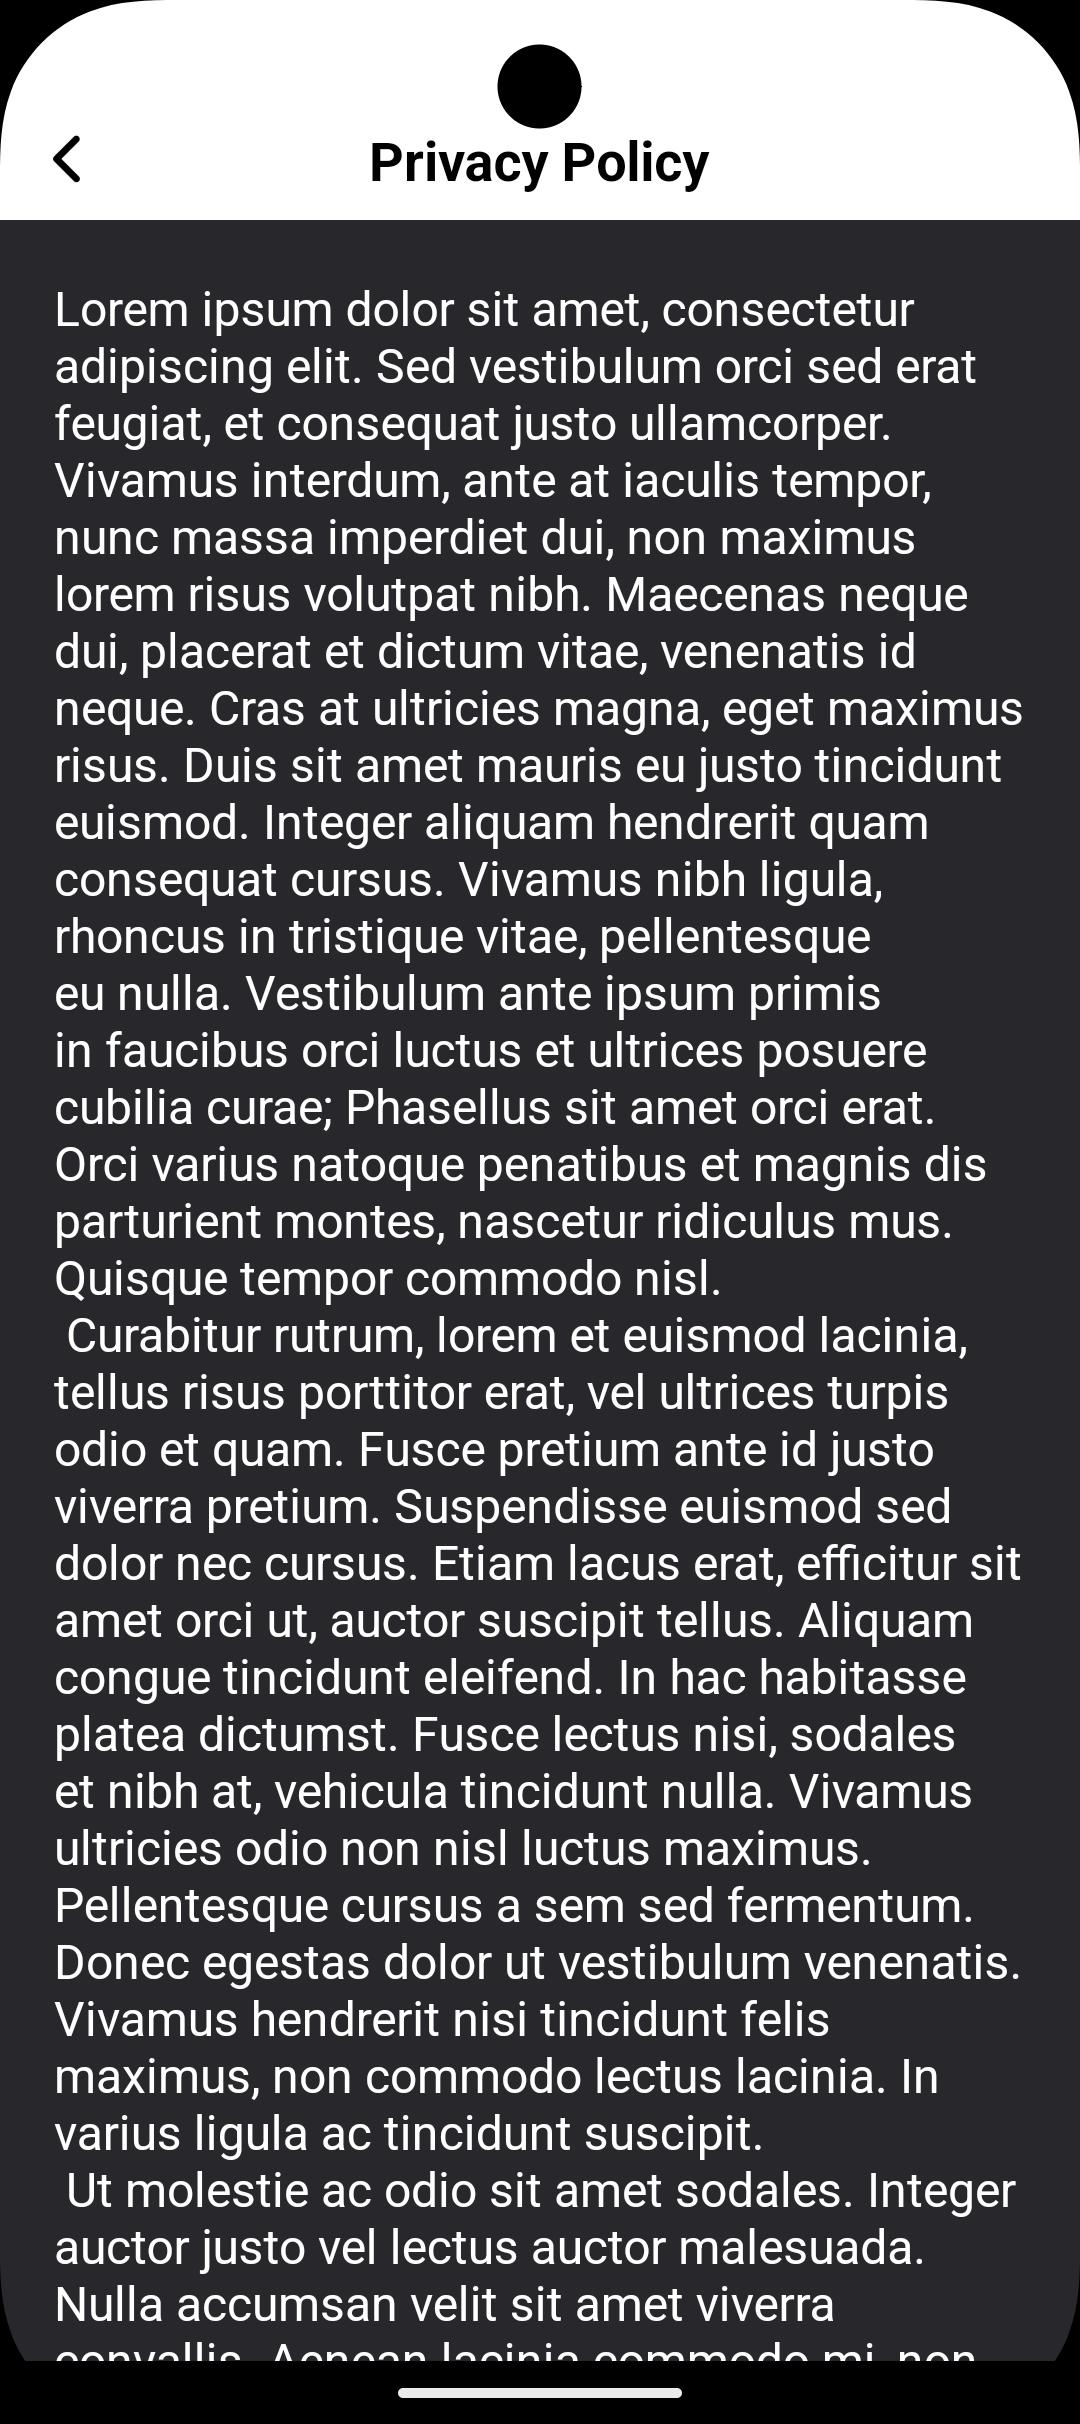 Privacy Policy
Lorem ipsum dolor sit amet, consectetur
adipiscing elit. Sed vestibulum orci sed erat
feugiat, et consequat justo ullamcorper.
Vivamus interdum, ante at iaculis tempor,
nunc massa imperdiet dui, non maximus
lorem risus volutpat nibh. Maecenas neque
dui, placerat et dictum vitae, venenatis id
neque. Cras at ultricies magna, eget maximus
risus. Duis sit amet mauris eu justo tincidunt
euismod. Integer aliquam hendrerit quam
consequat cursus. Vivamus nibh ligula,
rhoncus in tristique vitae, pellentesque
eu nulla. Vestibulum ante ipsum primis
in faucibus orci luctus et ultrices posuere
cubilia curae; Phasellus sit amet orci erat.
Orci varius natoque penatibus et magnis dis
parturient montes, nascetur ridiculus mus.
Quisque tempor commodo nisl.
Curabitur rutrum, lorem et euismod lacinia,
tellus risus porttitor erat, vel ultrices turpis
odio et quam. Fusce pretium ante id justo
viverra pretium. Suspendisse euismod sed
dolor nec cursus. Etiam lacus erat, efficitur sit
amet orci ut, auctor suscipit tellus. Aliquam
congue tincidunt eleifend. In hac habitasse
platea dictumst. Fusce lectus nisi, sodales
et nibh at, vehicula tincidunt nulla. Vivamus
ultricies odio non nisl luctus maximus.
Pellentesque cursus a sem sed fermentum.
Donec egestas dolor ut vestibulum venenatis.
Vivamus hendrerit nisi tincidunt felis
maximus, non commodo lectus lacinia. In
varius ligula ac tincidunt suscipit.
Ut molestie ac odio sit amet sodales. Integer
auctor justo vel lectus auctor malesuada.
Nulla accumsan velit sit amet viverra
convallis. Aenean lacinia commodo mi, non